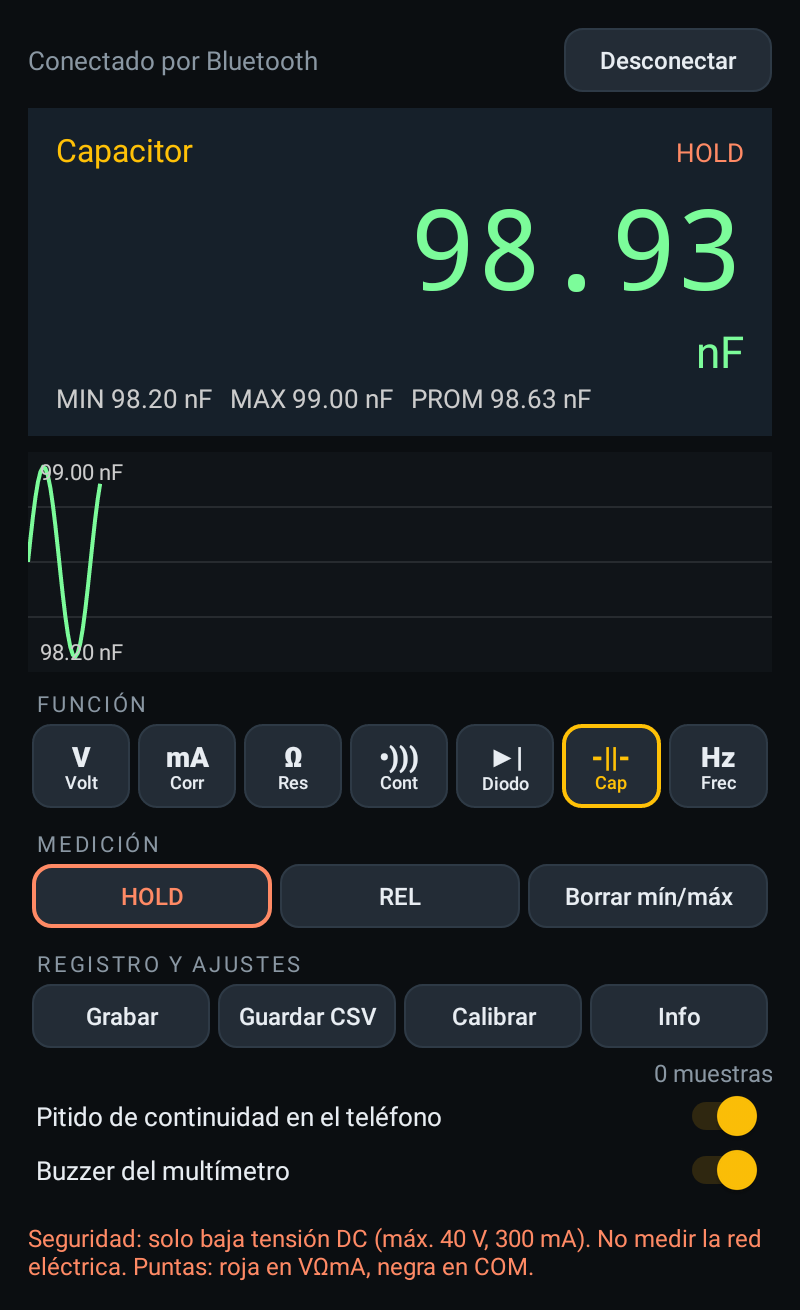 Conectado por Bluetooth
Desconectar
Capacitor
HOLD
98.93
nF
MIN 98.20 nF MAX 99.00 nF PROM 98.63 nF
99.00 nF
98.20 nF
FUNCIÓN
V
Volt
mA
Corr
Ω
Res
•)))
Cont
►|
Diodo
-||-
Cap
Hz
Frec
MEDICIÓN
HOLD
REL
Borrar mín/máx
REGISTRO Y AJUSTES
Grabar
Guardar CSV
Calibrar
Info
0 muestras
Pitido de continuidad en el teléfono
Buzzer del multímetro
Seguridad: solo baja tensión DC (máx. 40 V, 300 mA). No medir la red
eléctrica. Puntas: roja en VΩmA, negra en COM.